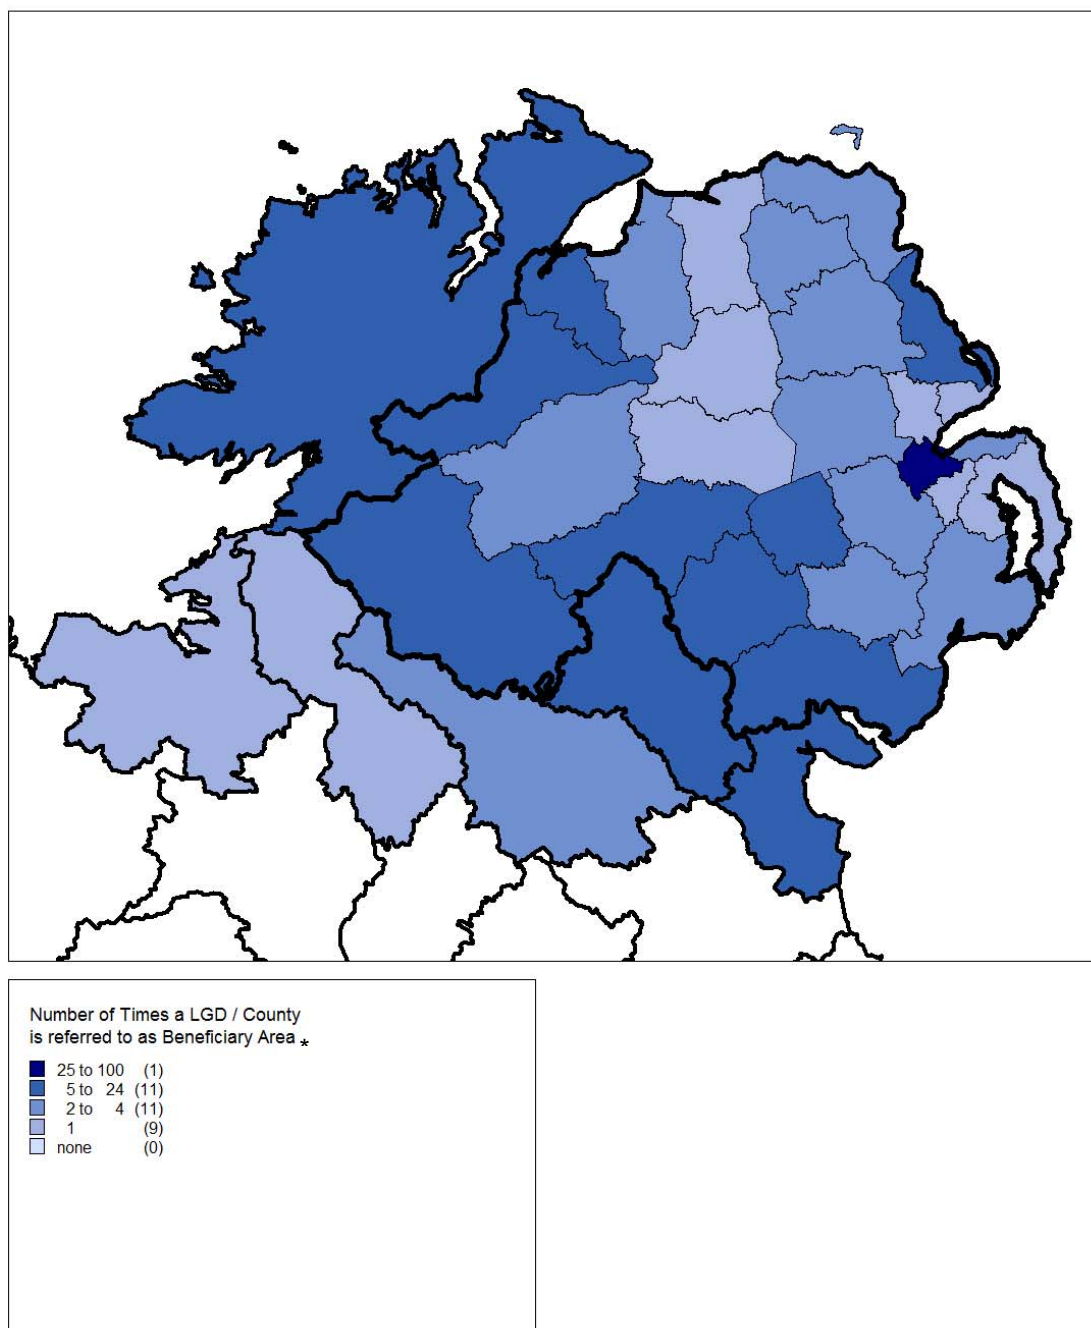 Number of Times a LGD / County
is referred to as Beneficiary Area *
25 to 100 (1)
5 to 24 (11)
2 to 4 (11)
1 (9)
none (0)